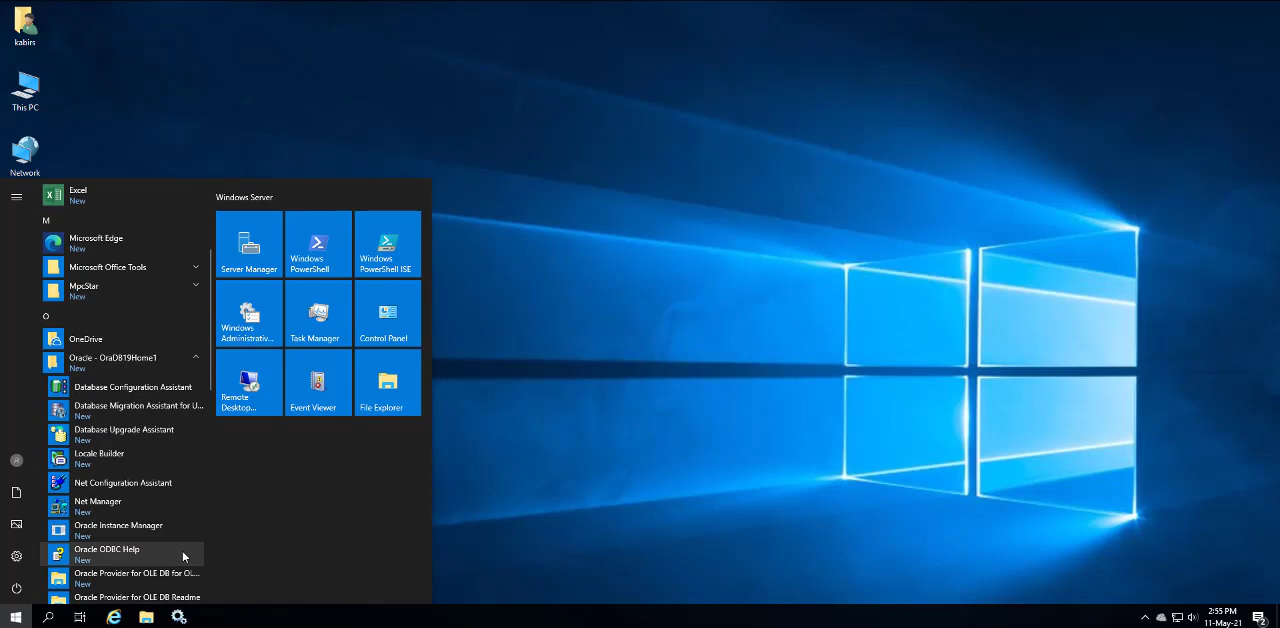 kabirs
This PC
Network
Excel
New
M
Microsoft Edge
New
Microsoft Office Tools
MpcStar
New
O
OneDrive
Oracle - OraDB19Home1
New
Database Configuration Assistant
Database Migration Assistant for U...
New
Database Upgrade Assistant
New
Locale Builder
New
Net Configuration Assistant
Net Manager
New
Oracle Instance Manager
New
Oracle ODBC Help
New
Oracle Provider for OLE DB for OL...
New
Oracle Provider for OLE DB Readme
Windows Server
Server Manager
Windows
PowerShell
Windows
PowerShell ISE
Windows
Administrativ...
Task Manager
Control Panel
Remote
Desktop...
Event Viewer
File Explorer
2:55 PM
11-May-21
2